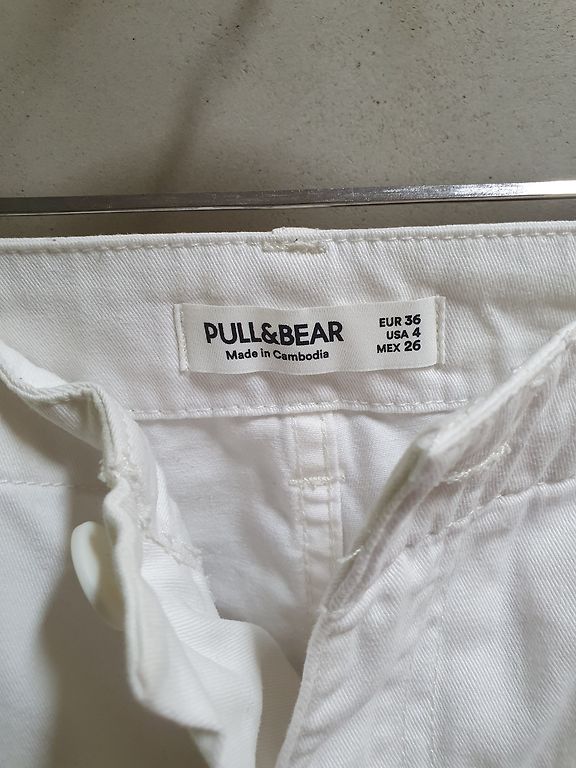 PULL&BEAR
Made in Cambodia
EUR 36
USA 4
MEX 26